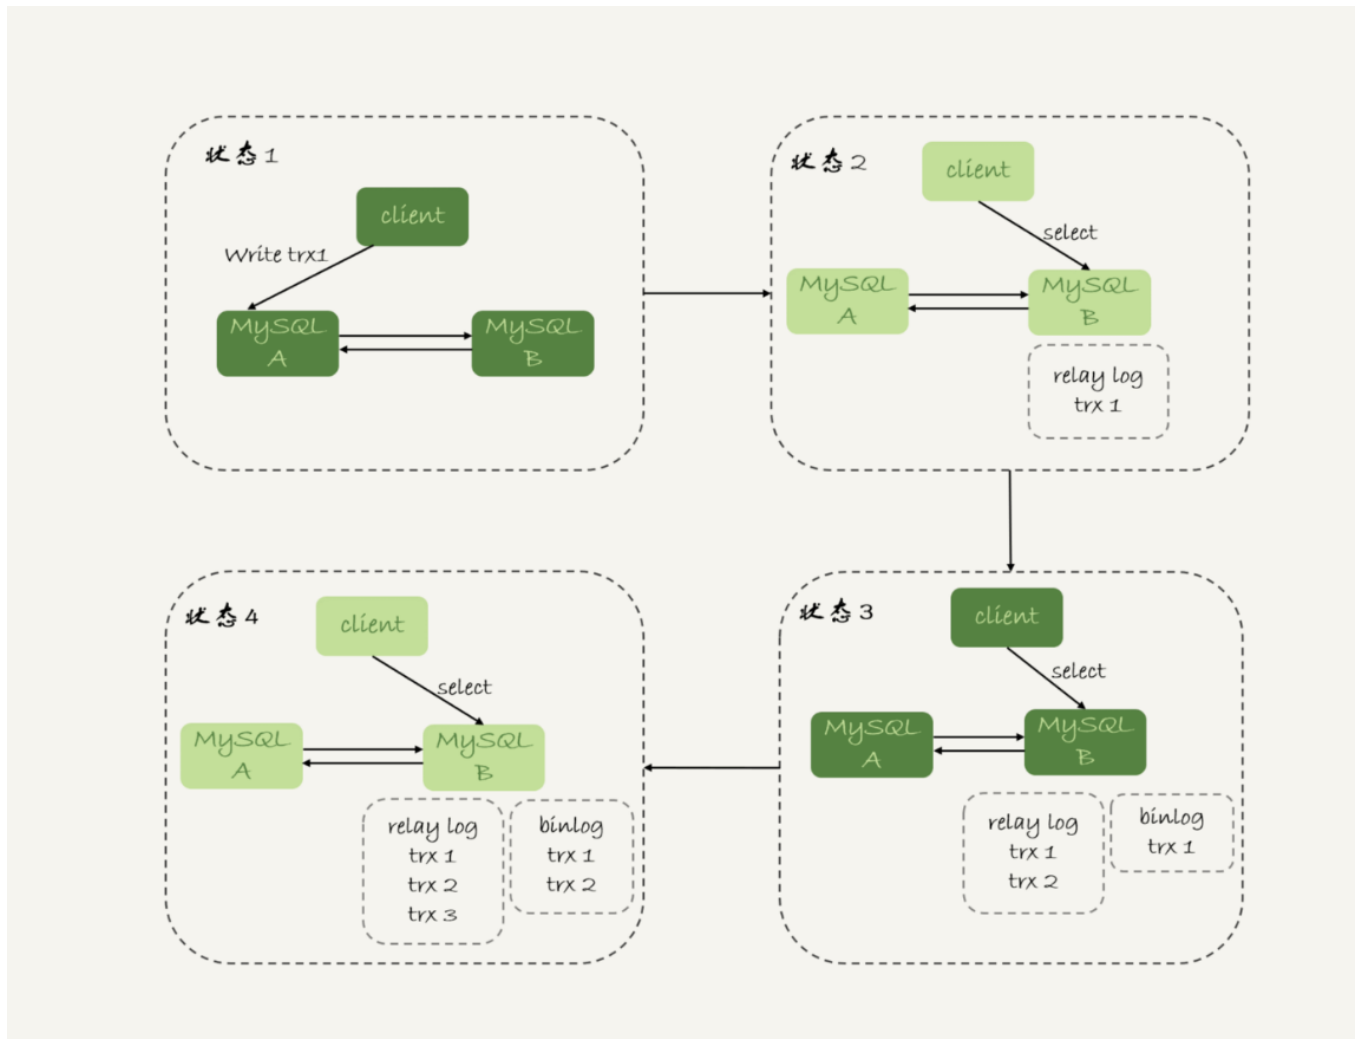 状态1
client
Write trx1
MySQL
A
MySQL
B
状态2
client
select
MySQL
A
MySQL
B
relay log
trx 1
状态3
client
select
MySQL
A
MySQL
B
relay log
trx 1
trx 2
binlog
trx 1
状态4
client
select
MySQL
A
MySQL
B
relay log
trx 1
trx 2
trx 3
binlog
trx 1
trx 2